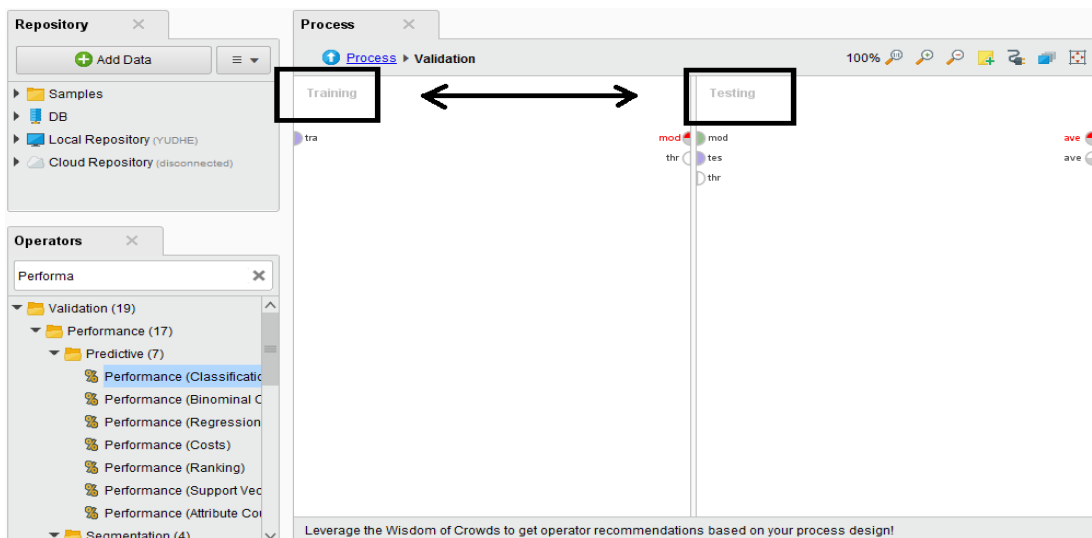 Repository
Add Data
Samples
DB
Local Repository (YUDHE)
Cloud Repository (disconnected)
Operators
Performa
Validation (19)
Performance (17)
Predictive (7)
Performance (Classificatio
Performance (Binominal C
Performance (Regression
Performance (Costs)
Performance (Ranking)
Performance (Support Vec
Performance (Attribute Cou
Segmentation (4)
Process
Process Validation
100%
Training
tra
mod
thr
Testing
mod
tes
thr
ave
ave
Leverage the Wisdom of Crowds to get operator recommendations based on your process design!